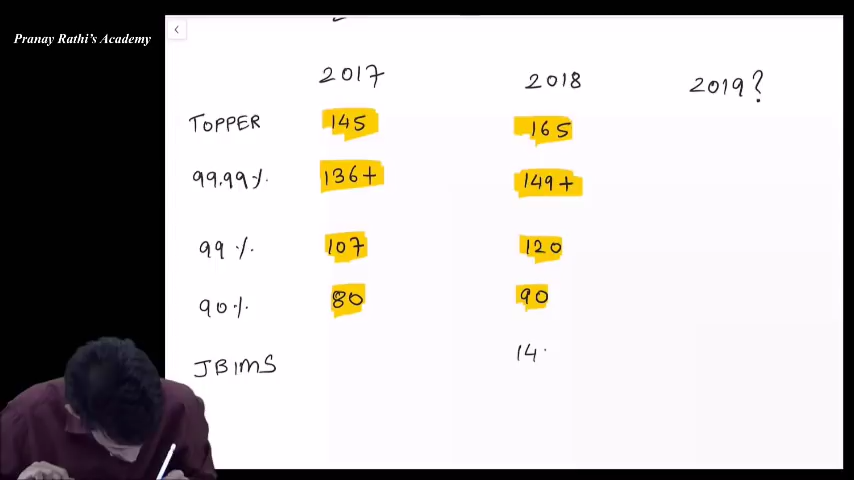 Pranay Rathi's Academy
2017 2018 2019?
TOPPER 145 165
99.99% 136+ 149+
99% 107 120
90% 80 90
JBIMS 14